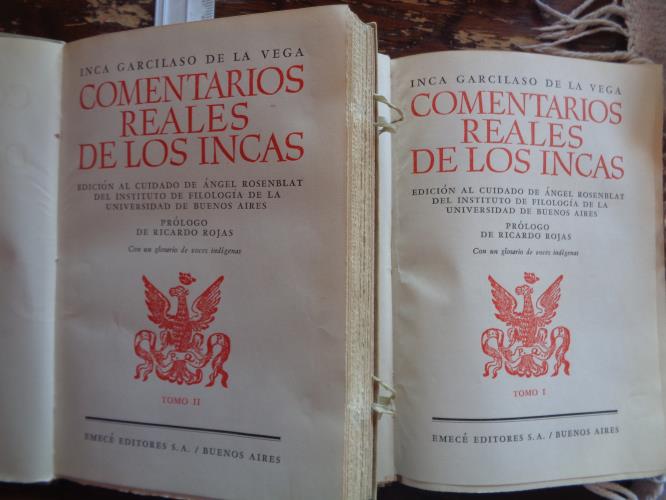 INCA GARCILASO DE LA VEGA
COMENTARIOS
REALES
DE LOS INCAS
EDICIÓN AL CUIDADO DE ÁNGEL ROSENBLAT
DEL INSTITUTO DE FILOLOGÍA DE LA
UNIVERSIDAD DE BUENOS AIRES
PRÓLOGO
DE RICARDO ROJAS
Con un glosario de voces indígenas
TOMO II
EMECÉ EDITORES S.A. / BUENOS AIRES
INCA GARCILASO DE LA VEGA
COMENTARIOS
REALES
DE LOS INCAS
EDICIÓN AL CUIDADO DE ÁNGEL ROSENBLAT
DEL INSTITUTO DE FILOLOGÍA DE LA
UNIVERSIDAD DE BUENOS AIRES
PRÓLOGO
DE RICARDO ROJAS
Con un glosario de voces indígenas
TOMO I
EMECÉ EDITORES S.A. / BUENOS AIRES